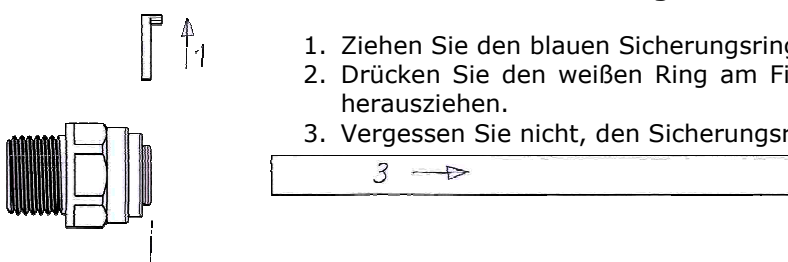 1. Ziehen Sie den blauen Sicherungsring
2. Drücken Sie den weißen Ring am Fi
herausziehen.
3. Vergessen Sie nicht, den Sicherungsr
1
3